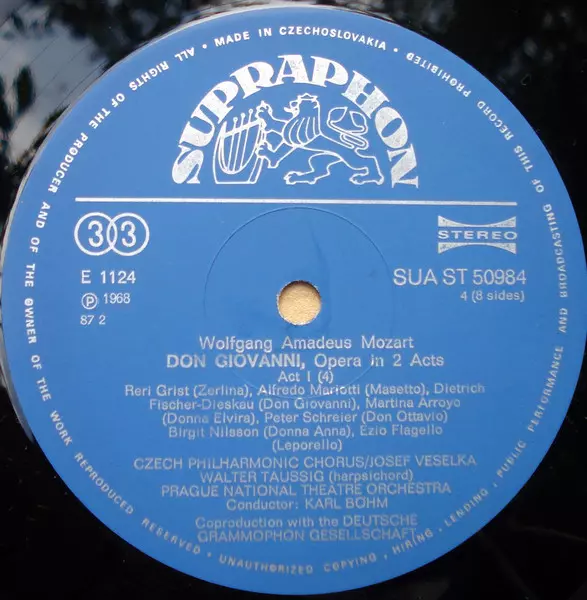 ALL RIGHTS OF THE PRODUCER AND OF THE OWNER OF THE WORK REPRODUCED RESERVED • UNAUTHORIZED COPYING, HIRING, LENDING, PUBLIC PERFORMANCE AND BROADCASTING OF THIS RECORD PROHIBITED • MADE IN CZECHOSLOVAKIA •
SUPRAPHON
33
STEREO
E 1124
SUA ST 50984
Ⓟ 1968
4 (8 sides)
87 2
Wolfgang Amadeus Mozart
DON GIOVANNI, Opera in 2 Acts
Act I (4)
Reri Grist (Zerlina), Alfredo Mariotti (Masetto), Dietrich
Fischer-Dieskau (Don Giovanni), Martina Arroyo
(Donna Elvira), Peter Schreier (Don Ottavio)
Birgit Nilsson (Donna Anna), Ezio Flagello
(Leporello)
CZECH PHILHARMONIC CHORUS/JOSEF VESELKA
WALTER TAUSSIG (harpsichord)
PRAGUE NATIONAL THEATRE ORCHESTRA
Conductor: KARL BÖHM
Coproduction with the DEUTSCHE
GRAMMOPHON GESELLSCHAFT